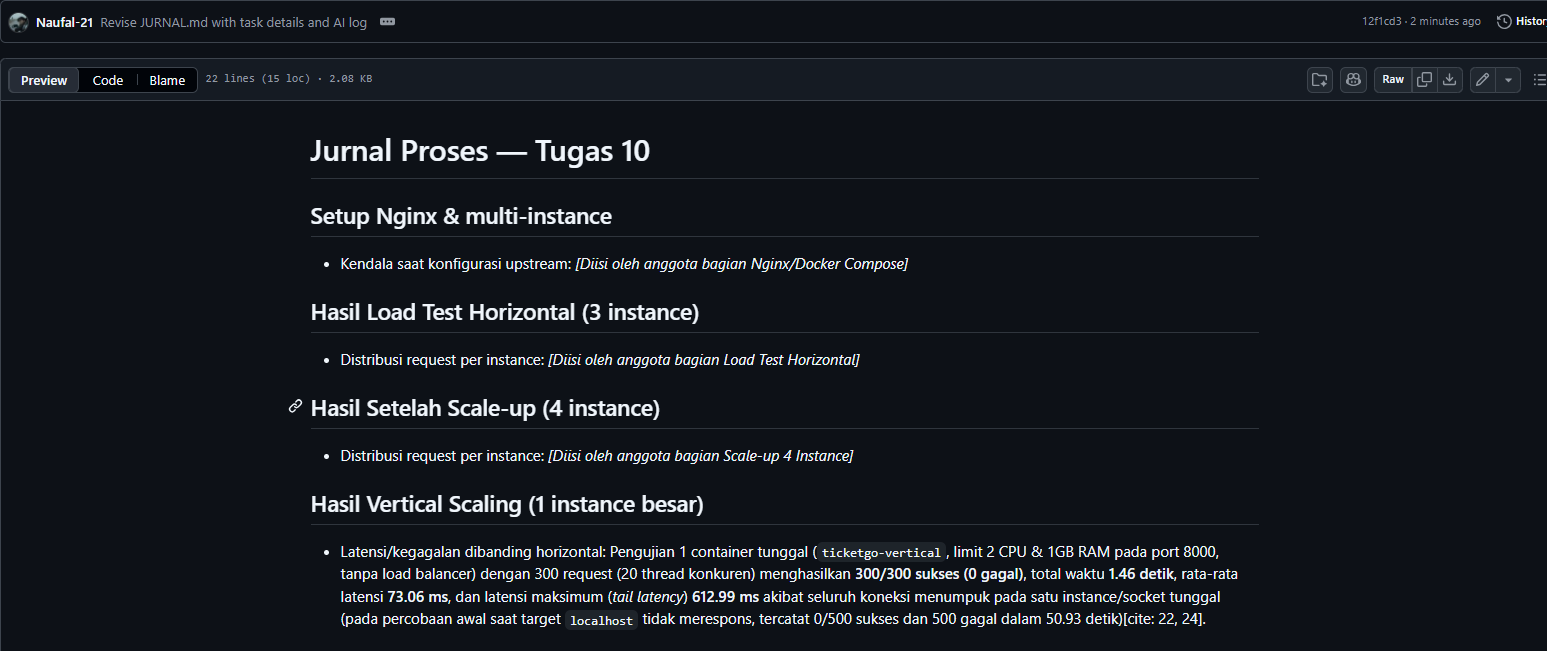 Naufal-21 Revise JURNAL.md with task details and AI log
12f1cd3 · 2 minutes ago
Histor
Preview Code Blame 22 lines (15 loc) · 2.08 KB
Raw
Jurnal Proses — Tugas 10
Setup Nginx & multi-instance
• Kendala saat konfigurasi upstream: [Diisi oleh anggota bagian Nginx/Docker Compose]
Hasil Load Test Horizontal (3 instance)
• Distribusi request per instance: [Diisi oleh anggota bagian Load Test Horizontal]
Hasil Setelah Scale-up (4 instance)
• Distribusi request per instance: [Diisi oleh anggota bagian Scale-up 4 Instance]
Hasil Vertical Scaling (1 instance besar)
• Latensi/kegagalan dibanding horizontal: Pengujian 1 container tunggal ( ticketgo-vertical , limit 2 CPU & 1GB RAM pada port 8000,
tanpa load balancer) dengan 300 request (20 thread konkuren) menghasilkan 300/300 sukses (0 gagal), total waktu 1.46 detik, rata-rata
latensi 73.06 ms, dan latensi maksimum (tail latency) 612.99 ms akibat seluruh koneksi menumpuk pada satu instance/socket tunggal
(pada percobaan awal saat target localhost tidak merespons, tercatat 0/500 sukses dan 500 gagal dalam 50.93 detik)[cite: 22, 24].